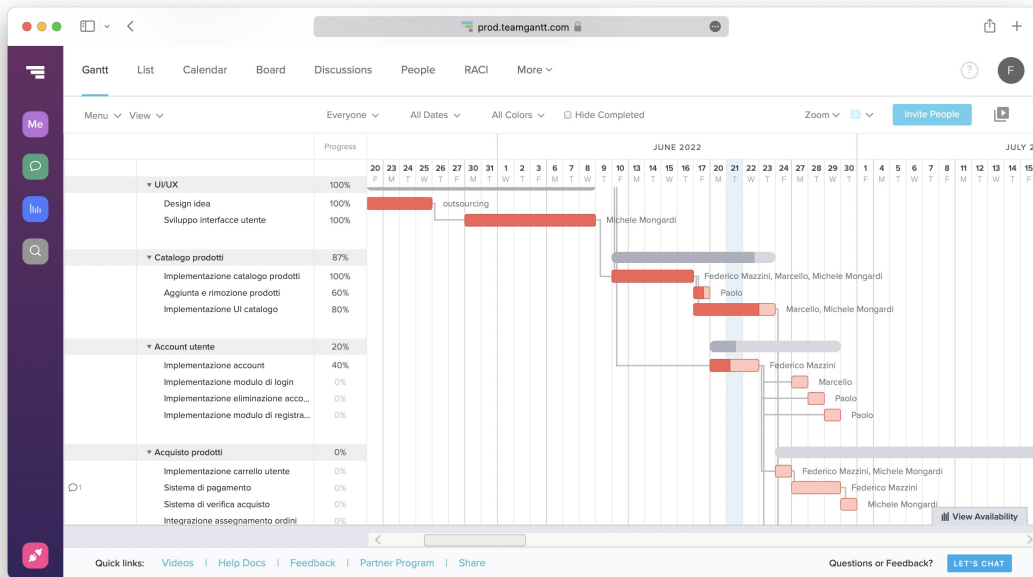 prod.teamgantt.com
Gantt List Calendar Board Discussions People RACI More
? F
Menu View Everyone All Dates All Colors Hide Completed Zoom Invite People
Me
Progress
JUNE 2022 JULY 2
20 23 24 25 26 27 30 31 1 2 3 6 7 8 9 10 13 14 15 16 17 20 21 22 23 24 27 28 29 30 1 4 5 6 7 8 11 12 13 14 15
F M T W T F M T W T F M T W T F M T W T F M T W T F M T W T F M T W T F M T W T F
UI/UX 100%
Design idea 100% outsourcing
Sviluppo interfacce utente 100% Michele Mongardi
Catalogo prodotti 87%
Implementazione catalogo prodotti 100% Federico Mazzini, Marcello, Michele Mongardi
Aggiunta e rimozione prodotti 60% Paolo
Implementazione UI catalogo 80% Marcello, Michele Mongardi
Account utente 20%
Implementazione account 40% Federico Mazzini
Implementazione modulo di login 0% Marcello
Implementazione eliminazione acco... 0% Paolo
Implementazione modulo di registra... 0% Paolo
Acquisto prodotti 0%
Implementazione carrello utente 0% Federico Mazzini, Michele Mongardi
1 Sistema di pagamento 0% Federico Mazzini
Sistema di verifica acquisto 0% Michele Mongardi
Integrazione assegnamento ordini 0%
View Availability
Quick links: Videos | Help Docs | Feedback | Partner Program | Share Questions or Feedback? LET'S CHAT